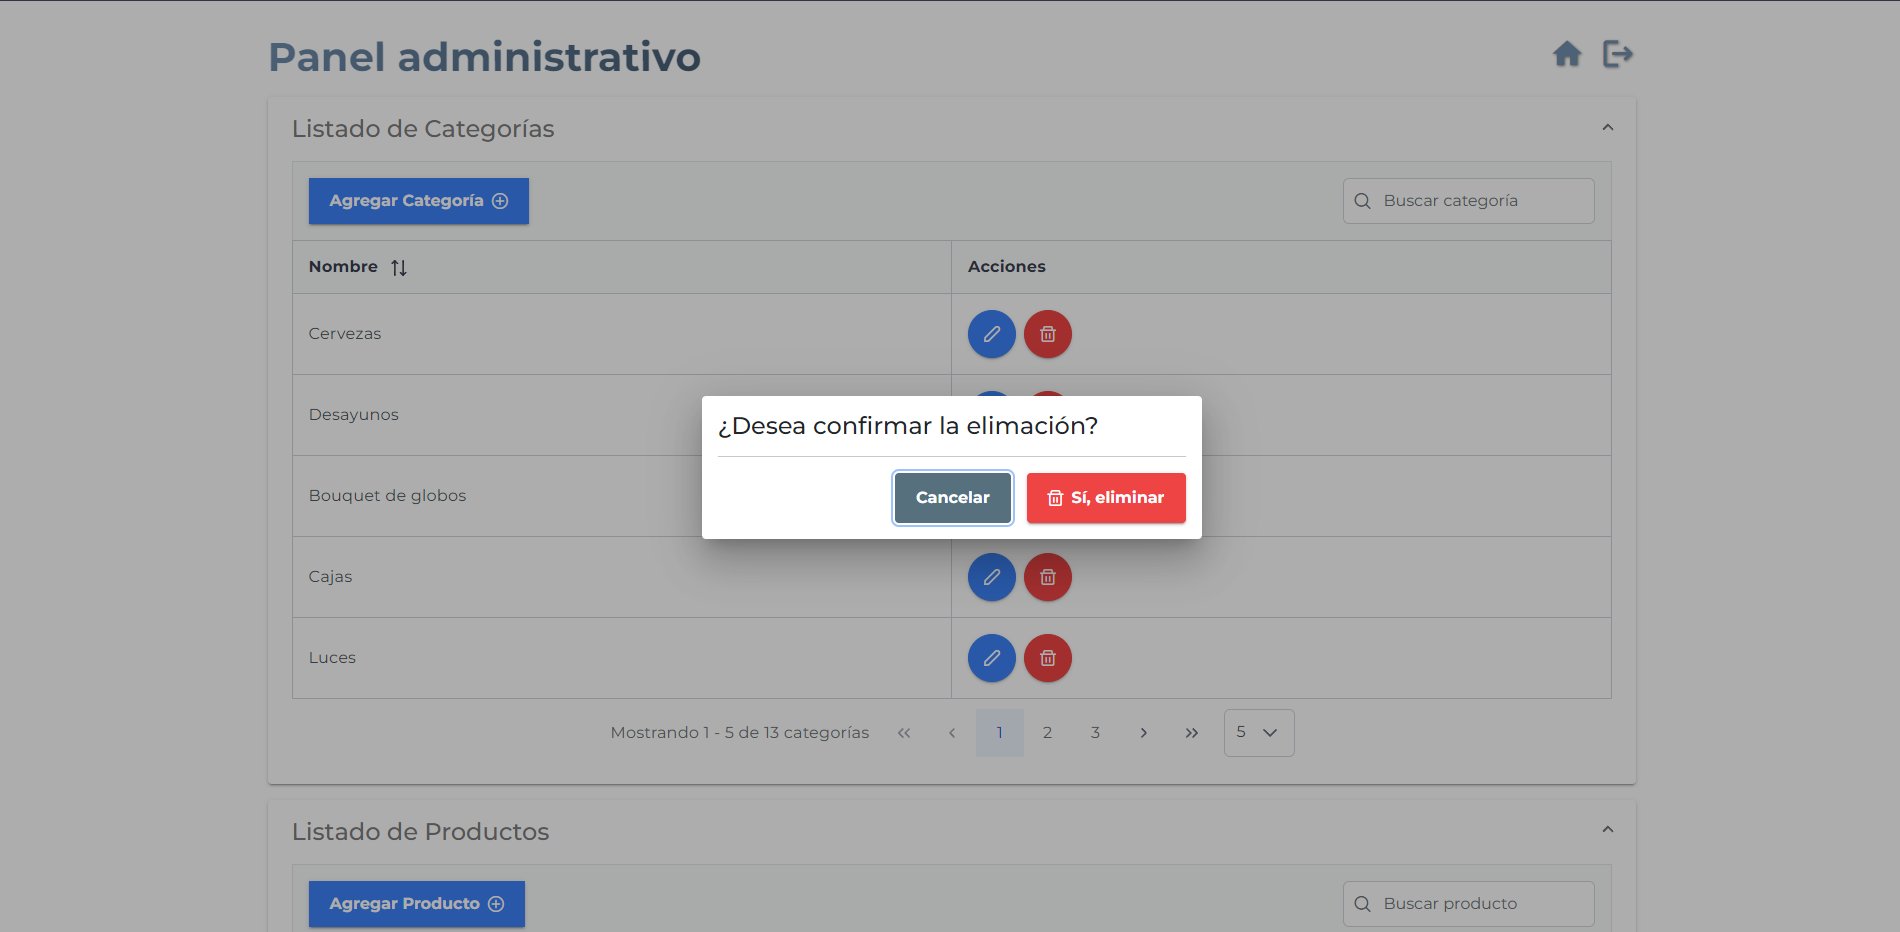 Panel administrativo
Listado de Categorías
Agregar Categoría
Buscar categoría
Nombre
Acciones
Cervezas
Desayunos
¿Desea confirmar la elimación?
Bouquet de globos
Cancelar
Sí, eliminar
Cajas
Luces
Mostrando 1 - 5 de 13 categorías « ‹ 1 2 3 › » 5
Listado de Productos
Agregar Producto
Buscar producto